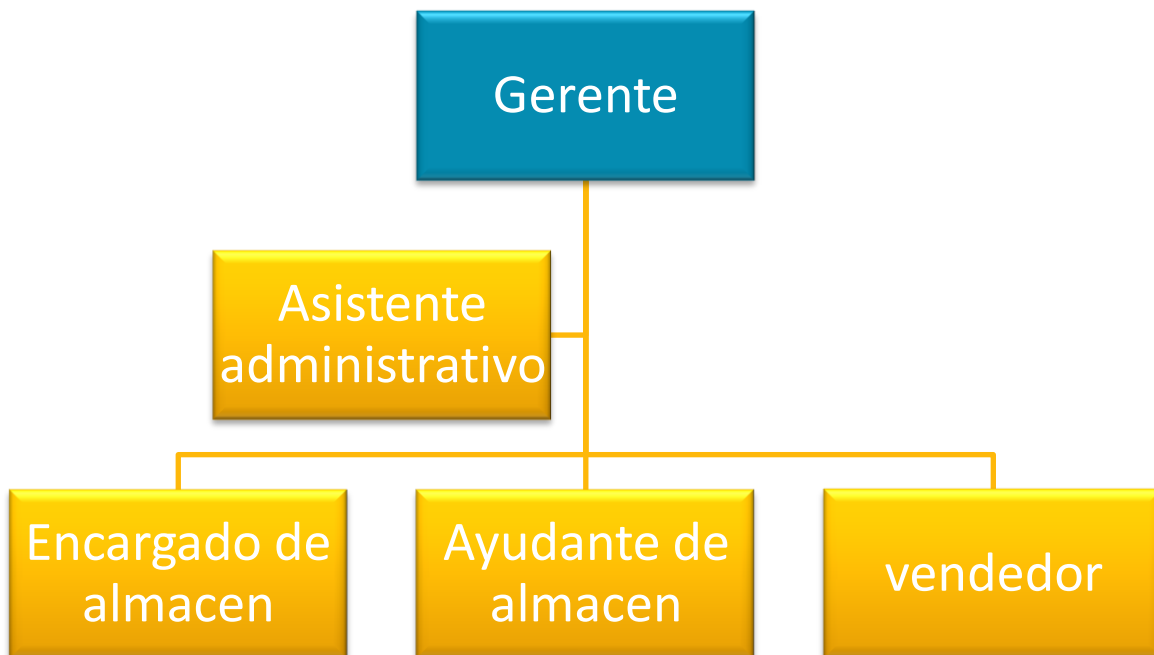 Gerente
Asistente
administrativo
Encargado de
almacen
Ayudante de
almacen
vendedor